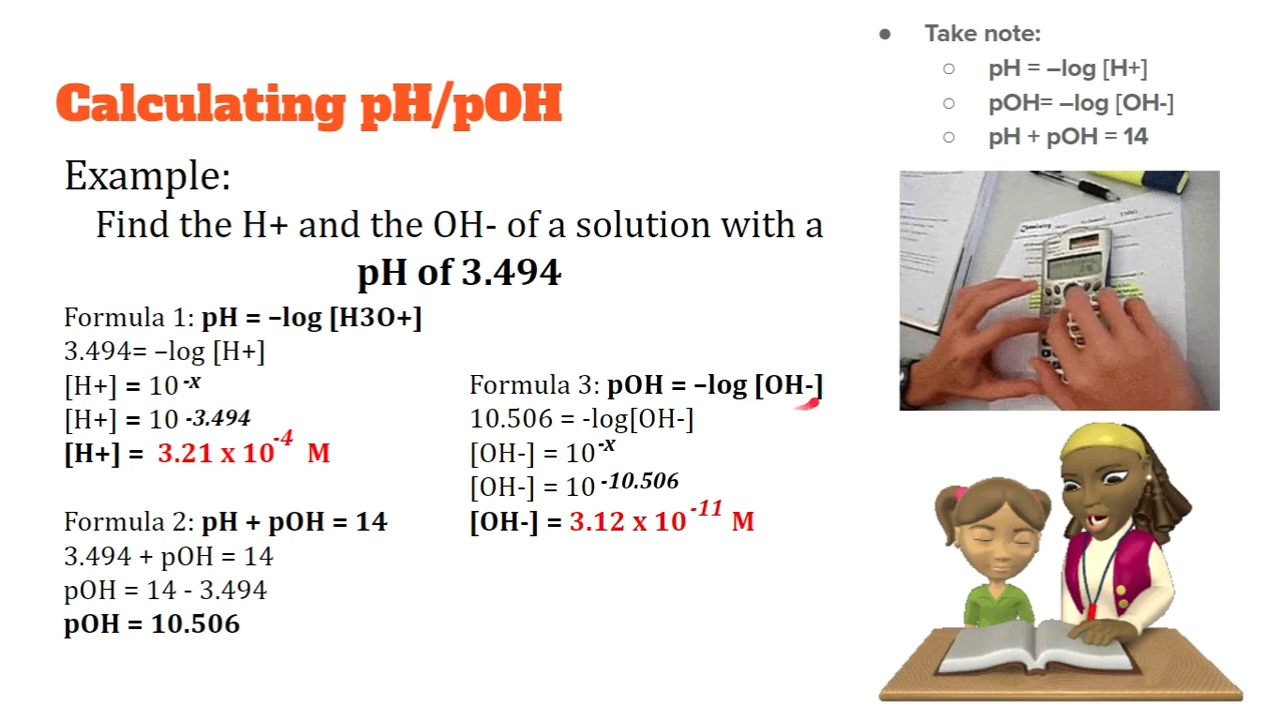 Calculating pH/pOH
Example:
Find the H+ and the OH- of a solution with a
pH of 3.494
Formula 1: pH = –log [H3O+]
3.494= –log [H+]
[H+] = 10 -x
[H+] = 10 -3.494
[H+] = 3.21 x 10 -4 M
Formula 2: pH + pOH = 14
3.494 + pOH = 14
pOH = 14 - 3.494
pOH = 10.506
Formula 3: pOH = –log [OH-]
10.506 = -log[OH-]
[OH-] = 10 -x
[OH-] = 10 -10.506
[OH-] = 3.12 x 10 -11 M
● Take note:
○ pH = –log [H+]
○ pOH= –log [OH-]
○ pH + pOH = 14